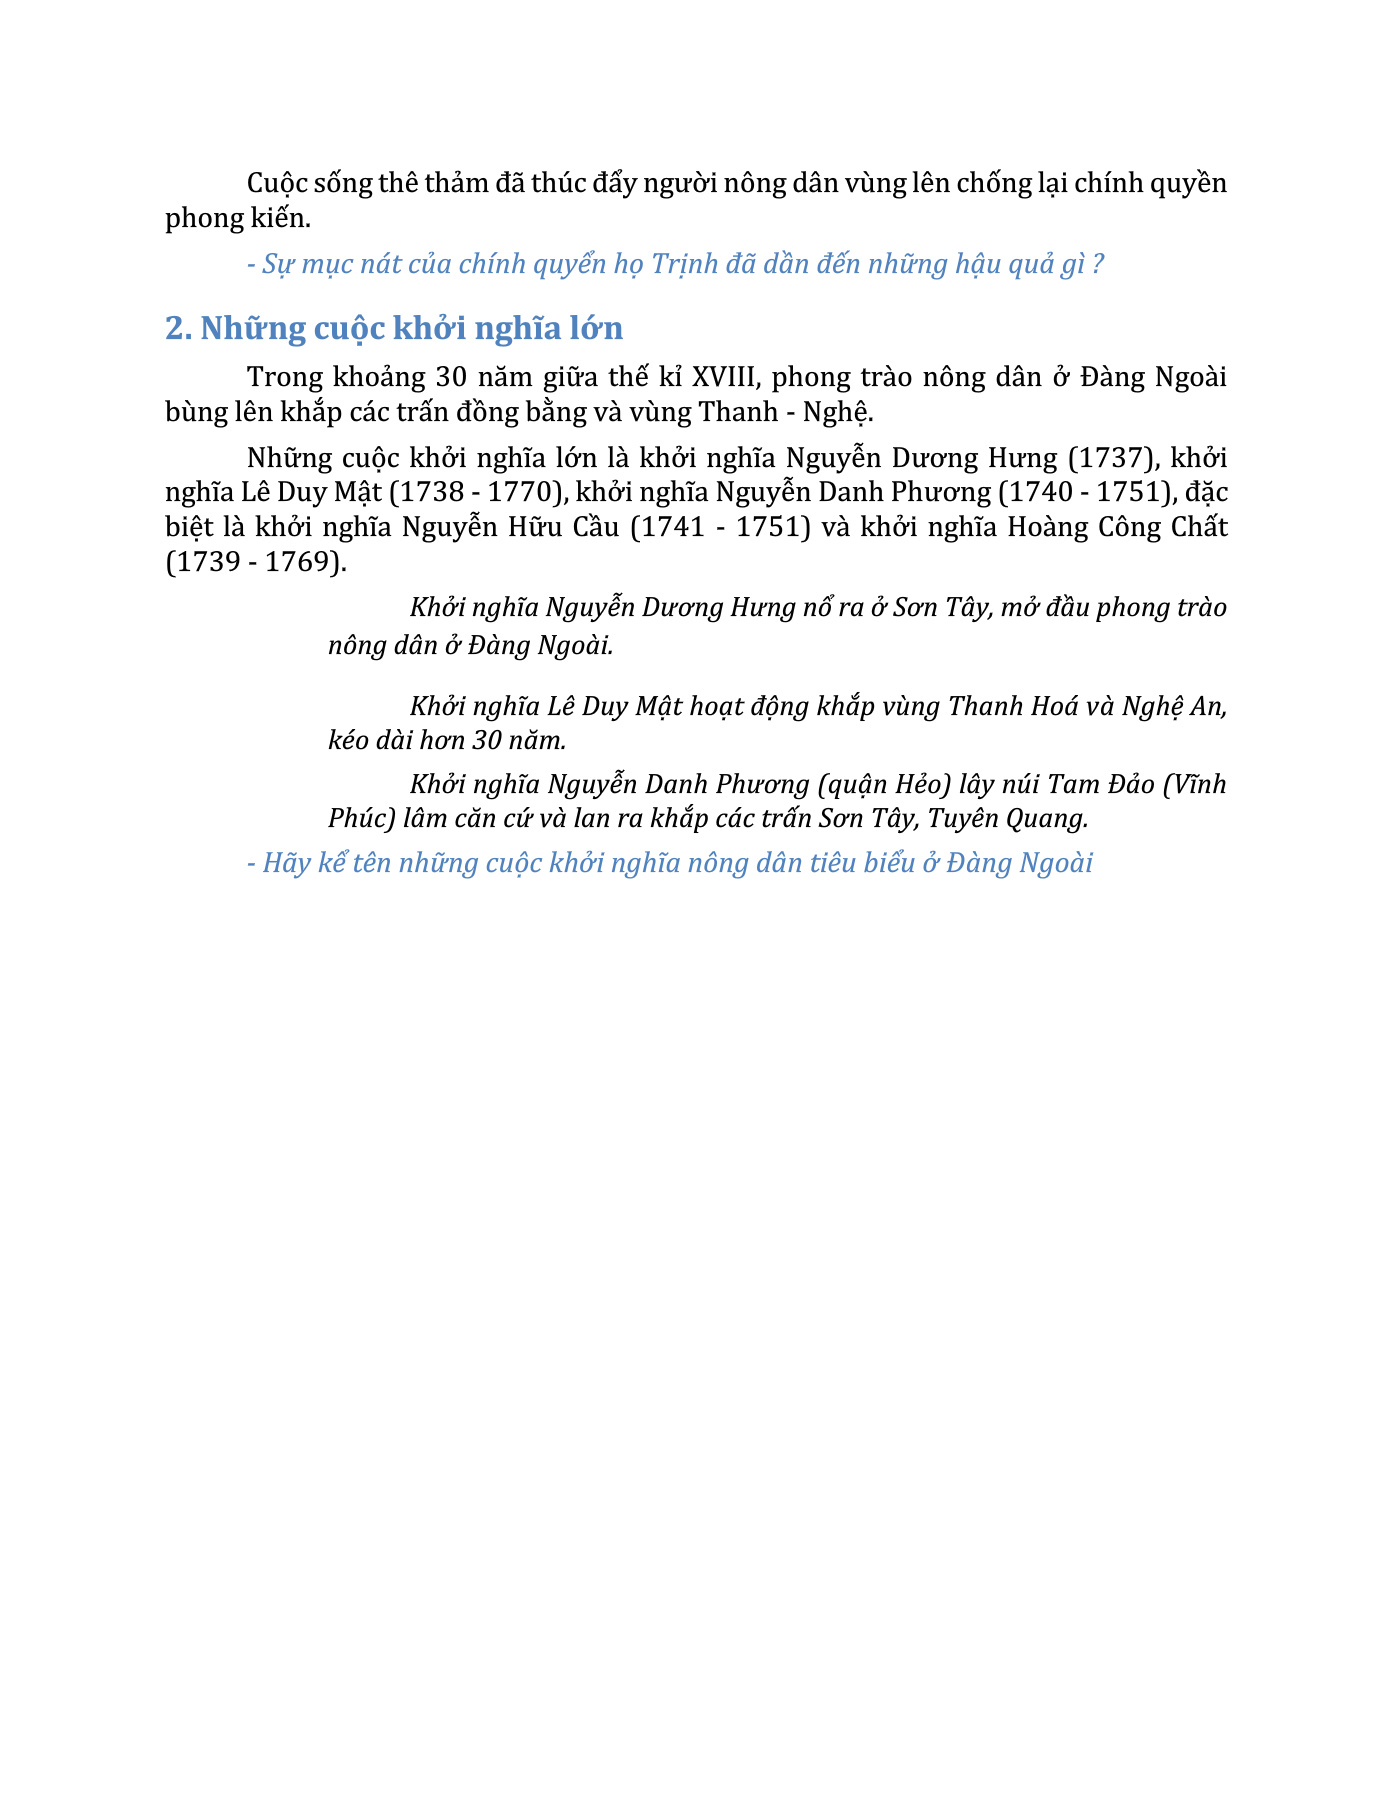 Cuộc sống thê thảm đã thúc đẩy người nông dân vùng lên chống lại chính quyền
phong kiến.
- Sự mục nát của chính quyển họ Trịnh đã dần đến những hậu quả gì ?
2. Những cuộc khởi nghĩa lớn
Trong khoảng 30 năm giữa thế kỉ XVIII, phong trào nông dân ở Đàng Ngoài
bùng lên khắp các trấn đồng bằng và vùng Thanh - Nghệ.
Những cuộc khởi nghĩa lớn là khởi nghĩa Nguyễn Dương Hưng (1737), khởi
nghĩa Lê Duy Mật (1738 - 1770), khởi nghĩa Nguyễn Danh Phương (1740 - 1751), đặc
biệt là khởi nghĩa Nguyễn Hữu Cầu (1741 - 1751) và khởi nghĩa Hoàng Công Chất
(1739 - 1769).
Khởi nghĩa Nguyễn Dương Hưng nổ ra ở Sơn Tây, mở đầu phong trào
nông dân ở Đàng Ngoài.
Khởi nghĩa Lê Duy Mật hoạt động khắp vùng Thanh Hoá và Nghệ An,
kéo dài hơn 30 năm.
Khởi nghĩa Nguyễn Danh Phương (quận Hẻo) lây núi Tam Đảo (Vĩnh
Phúc) lâm căn cứ và lan ra khắp các trấn Sơn Tây, Tuyên Quang.
- Hãy kể tên những cuộc khởi nghĩa nông dân tiêu biểu ở Đàng Ngoài